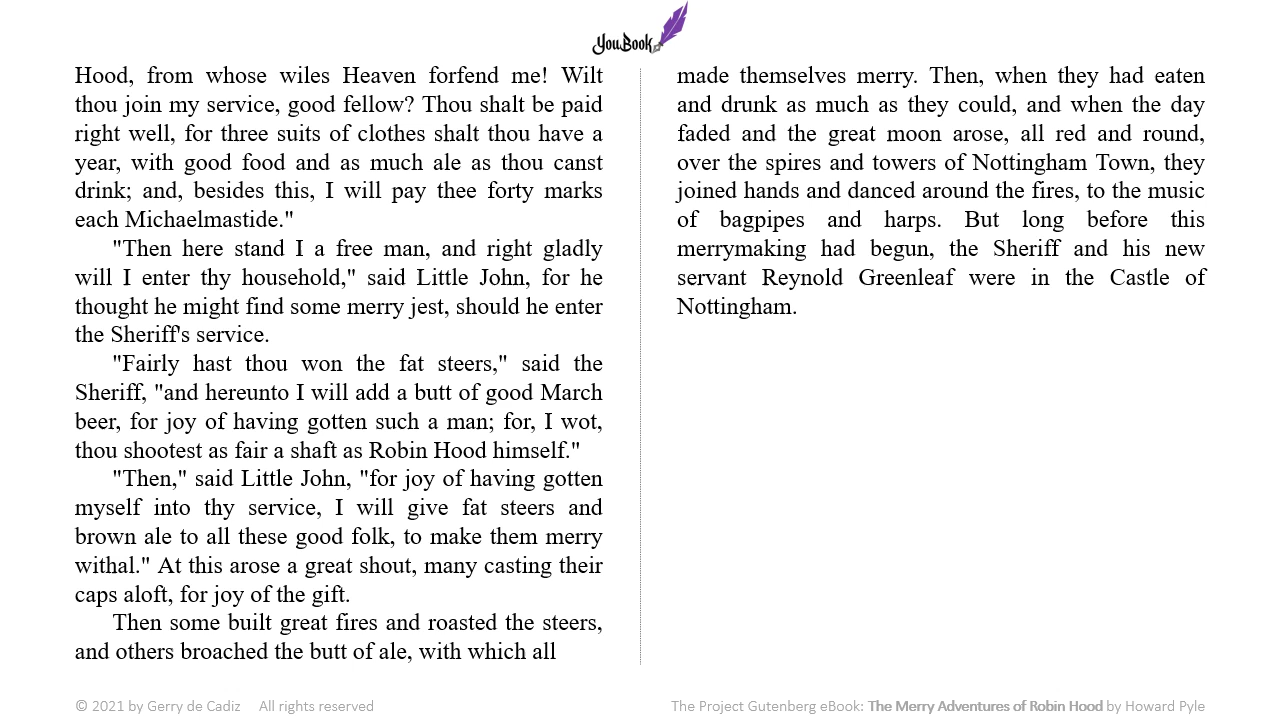 YouBook
Hood, from whose wiles Heaven forfend me! Wilt
thou join my service, good fellow? Thou shalt be paid
right well, for three suits of clothes shalt thou have a
year, with good food and as much ale as thou canst
drink; and, besides this, I will pay thee forty marks
each Michaelmastide."
"Then here stand I a free man, and right gladly
will I enter thy household," said Little John, for he
thought he might find some merry jest, should he enter
the Sheriff's service.
"Fairly hast thou won the fat steers," said the
Sheriff, "and hereunto I will add a butt of good March
beer, for joy of having gotten such a man; for, I wot,
thou shootest as fair a shaft as Robin Hood himself."
"Then," said Little John, "for joy of having gotten
myself into thy service, I will give fat steers and
brown ale to all these good folk, to make them merry
withal." At this arose a great shout, many casting their
caps aloft, for joy of the gift.
Then some built great fires and roasted the steers,
and others broached the butt of ale, with which all
made themselves merry. Then, when they had eaten
and drunk as much as they could, and when the day
faded and the great moon arose, all red and round,
over the spires and towers of Nottingham Town, they
joined hands and danced around the fires, to the music
of bagpipes and harps. But long before this
merrymaking had begun, the Sheriff and his new
servant Reynold Greenleaf were in the Castle of
Nottingham.
© 2021 by Gerry de Cadiz All rights reserved
The Project Gutenberg eBook: The Merry Adventures of Robin Hood by Howard Pyle